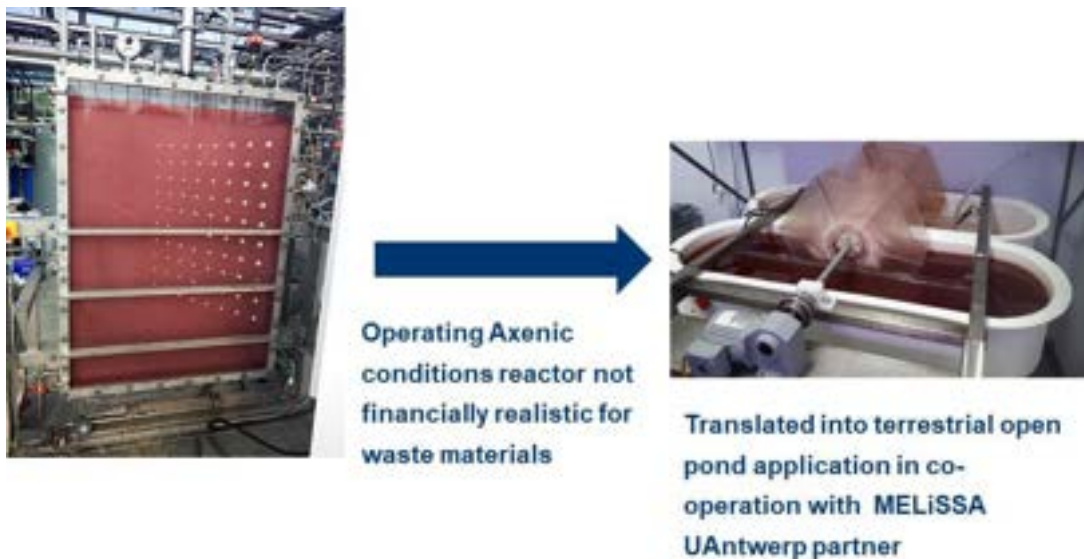 Operating Axenic
conditions reactor not
financially realistic for
waste materials
Translated into terrestrial open
pond application in co-
operation with MELiSSA
UAntwerp partner